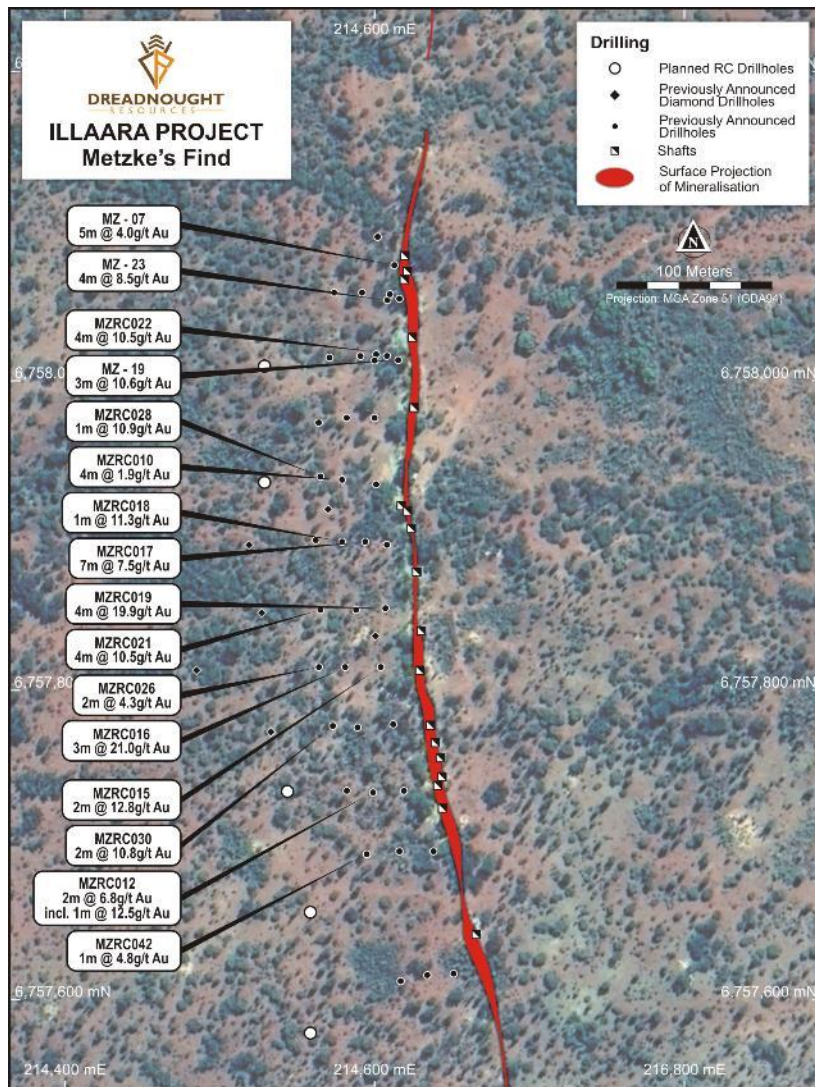 214,600 mE
DREADNOUGHT
RESOURCES
ILLAARA PROJECT
Metzke's Find
Drilling
Planned RC Drillholes
Previously Announced
Diamond Drillholes
Previously Announced
Drillholes
Shafts
Surface Projection
of Mineralisation
N
100 Meters
Projection: MGA Zone 51 (GDA94)
MZ - 07
5m @ 4.0g/t Au
MZ - 23
4m @ 8.5g/t Au
MZRC022
4m @ 10.5g/t Au
MZ - 19
3m @ 10.6g/t Au
6,758,000 mN
MZRC028
1m @ 10.9g/t Au
MZRC010
4m @ 1.9g/t Au
MZRC018
1m @ 11.3g/t Au
MZRC017
7m @ 7.5g/t Au
MZRC019
4m @ 19.9g/t Au
MZRC021
4m @ 10.5g/t Au
6,757,800 mN
MZRC026
2m @ 4.3g/t Au
MZRC016
3m @ 21.0g/t Au
MZRC015
2m @ 12.8g/t Au
MZRC030
2m @ 10.8g/t Au
MZRC012
2m @ 6.8g/t Au
incl. 1m @ 12.5g/t Au
MZRC042
1m @ 4.8g/t Au
6,757,600 mN
6,757,600 mN
214,400 mE
214,600 mE
216,800 mE